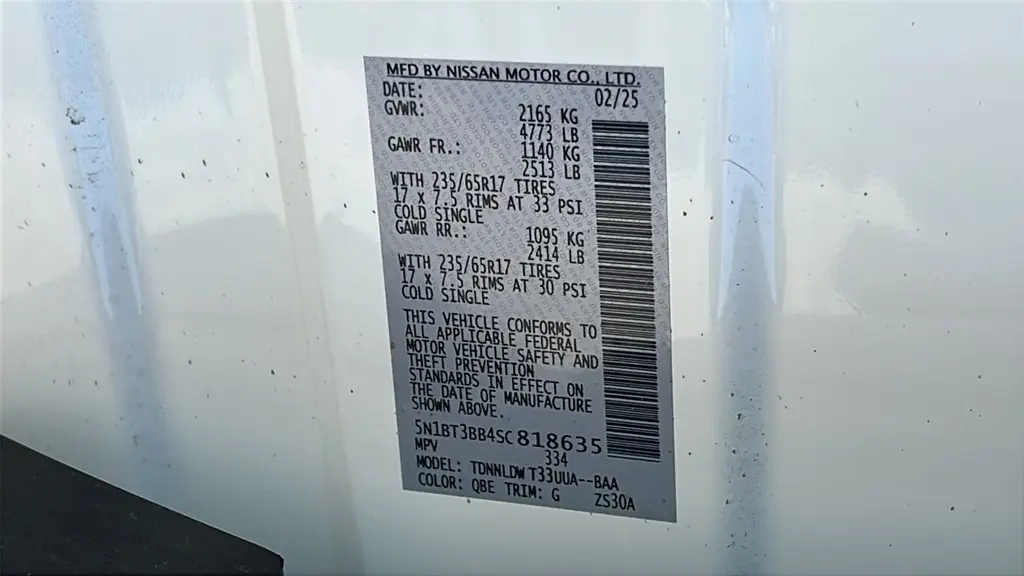 MFD BY NISSAN MOTOR CO., LTD.
DATE: 02/25
GVWR: 2165 KG
4773 LB
GAWR FR.: 1140 KG
2513 LB
WITH 235/65R17 TIRES
17 x 7.5 RIMS AT 33 PSI
COLD SINGLE
GAWR RR.: 1095 KG
2414 LB
WITH 235/65R17 TIRES
17 x 7.5 RIMS AT 30 PSI
COLD SINGLE
THIS VEHICLE CONFORMS TO
ALL APPLICABLE FEDERAL
MOTOR VEHICLE SAFETY AND
THEFT PREVENTION
STANDARDS IN EFFECT ON
THE DATE OF MANUFACTURE
SHOWN ABOVE.
5N1BT3BB4SC818635
MPV 334
MODEL: TDNNLDW T33UUA--BAA
COLOR: QBE TRIM: G ZS30A